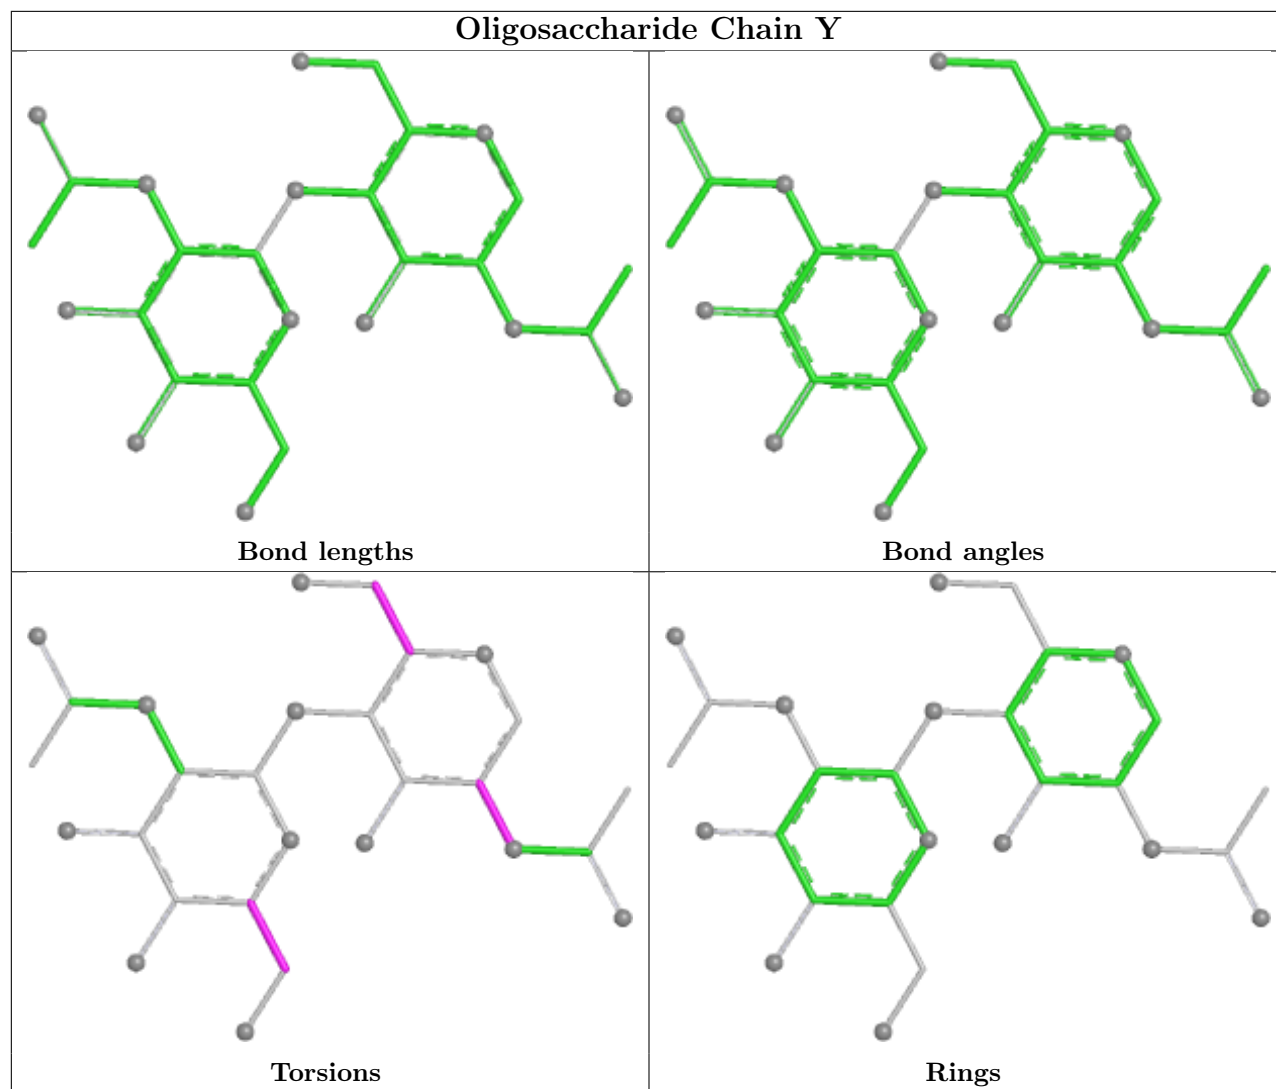 Oligosaccharide Chain Y
Bond lengths
Bond angles
Torsions
Rings